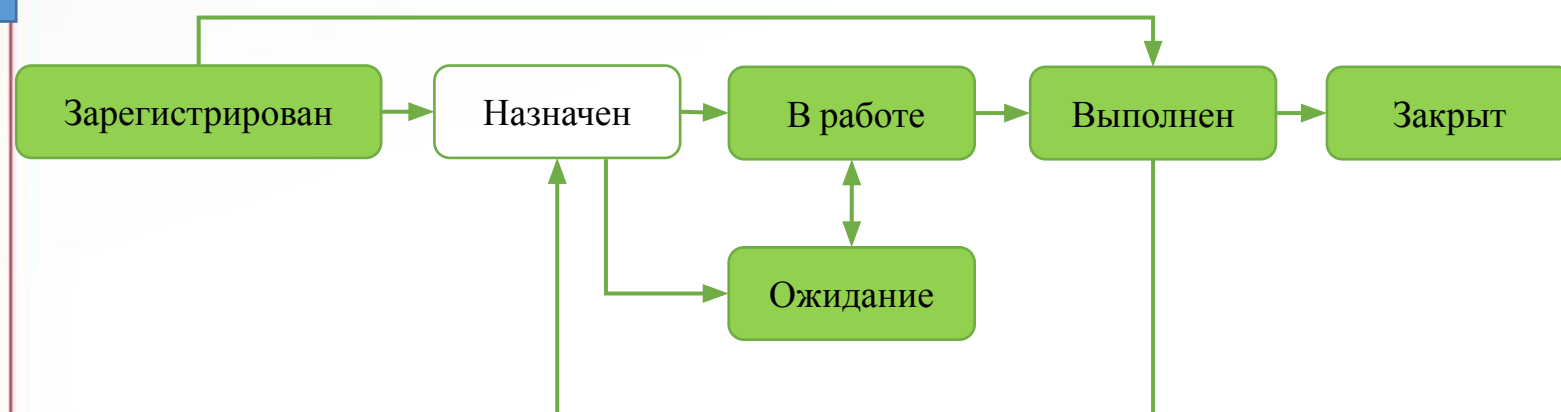 Зарегистрирован
Назначен
В работе
Выполнен
Закрыт
Ожидание